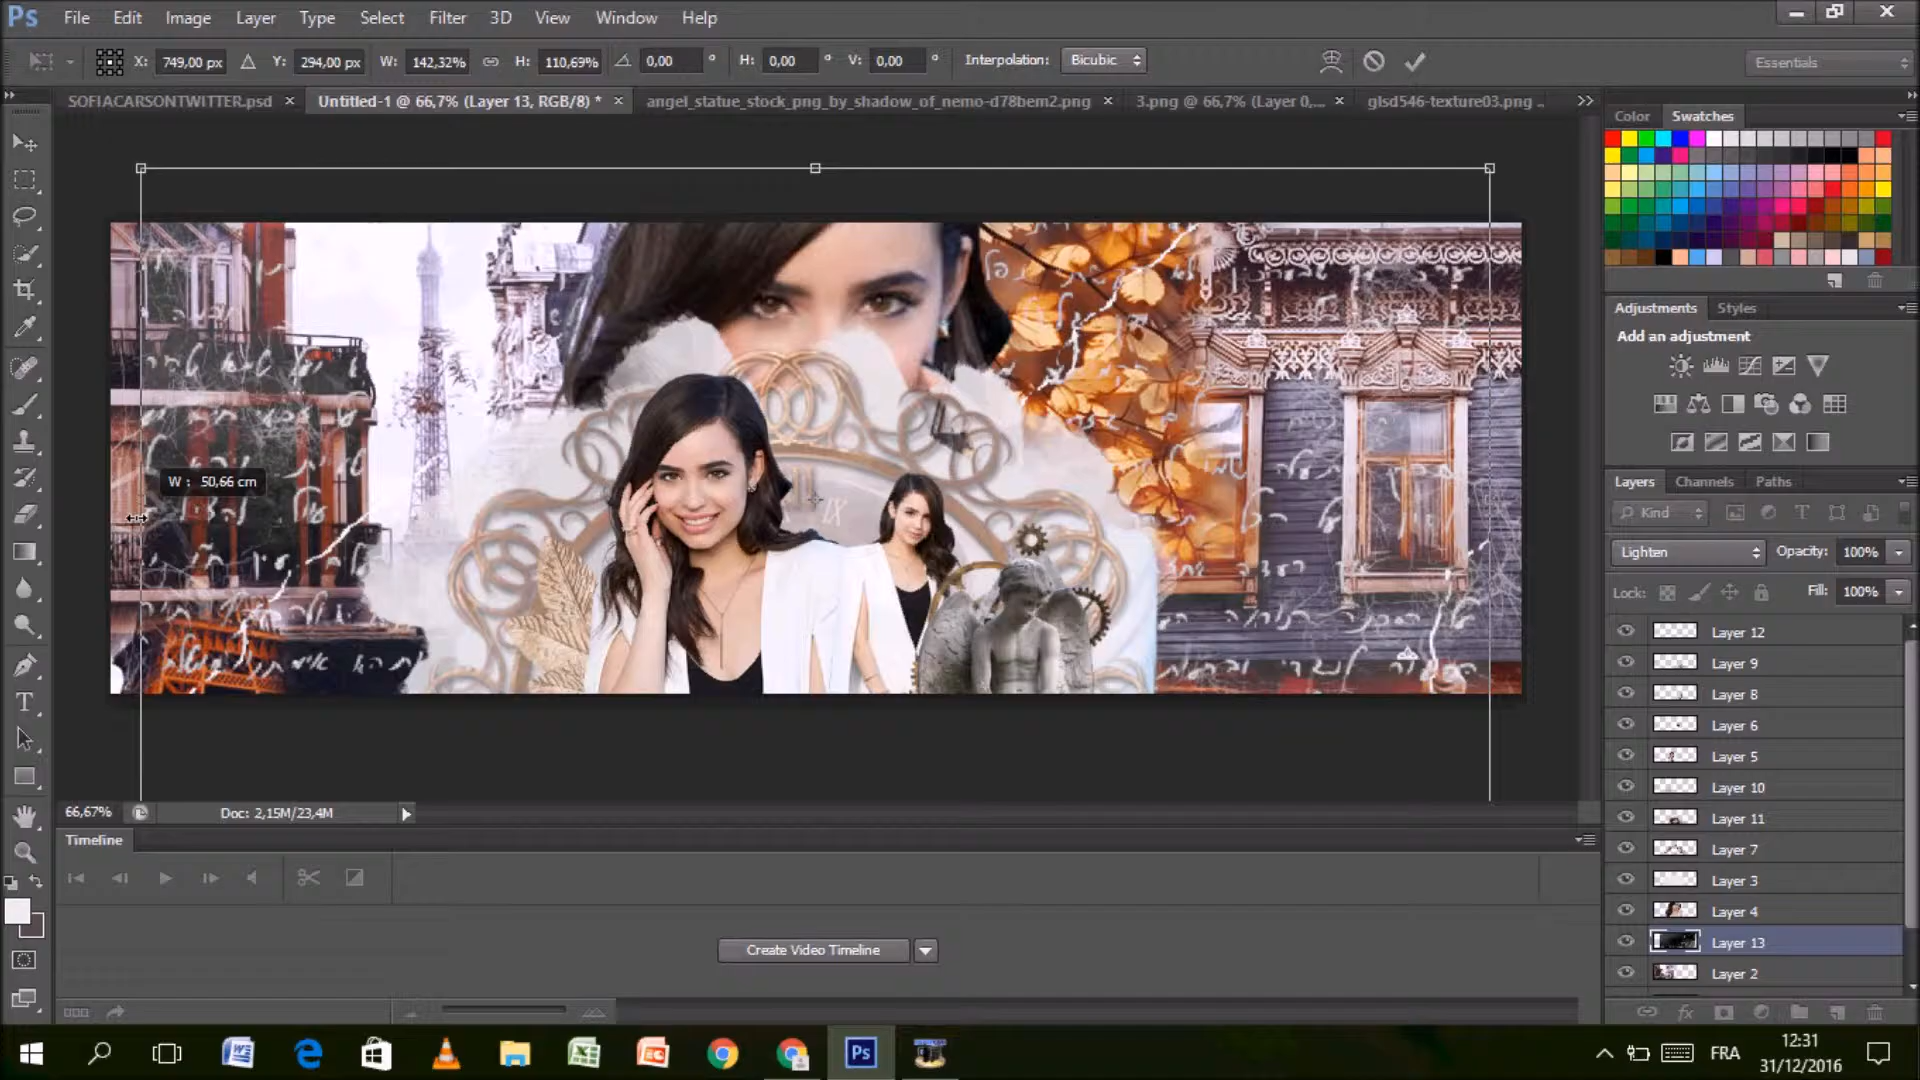 Ps File Edit Image Layer Type Select Filter 3D View Window Help
X: 749,00 px Y: 294,00 px W: 142,32% H: 110,69% 0,00 ° H: 0,00 ° V: 0,00 ° Interpolation: Bicubic Essentials
SOFIACARSONTWITTER.psd × Untitled-1 @ 66,7% (Layer 13, RGB/8) * × angel_statue_stock_png_by_shadow_of_nemo-d78bem2.png × 3.png @ 66,7% (Layer 0,... × glsd546-texture03.png ..
Color Swatches
Adjustments Styles
Add an adjustment
W : 50,66 cm
IX
Layers Channels Paths
Kind
Lighten Opacity: 100%
Lock: Fill: 100%
Layer 12
Layer 9
Layer 8
Layer 6
Layer 5
Layer 10
Layer 11
Layer 7
Layer 3
Layer 4
Layer 13
Layer 2
66,67% Doc: 2,15M/23,4M
Timeline
Create Video Timeline
Ps FRA 12:31
31/12/2016